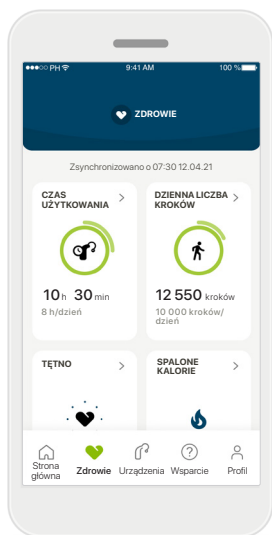 PH 9:41 AM 100 %
ZDROWIE
Zsynchronizowano o 07:30 12.04.21
CZAS
UŻYTKOWANIA
10 h 30 min
8 h/dzień
DZIENNA LICZBA
KROKÓW
12 550 kroków
10 000 kroków/
dzień
TĘTNO
SPALONE
KALORIE
Strona
główna
Zdrowie
Urządzenia
Wsparcie
Profil